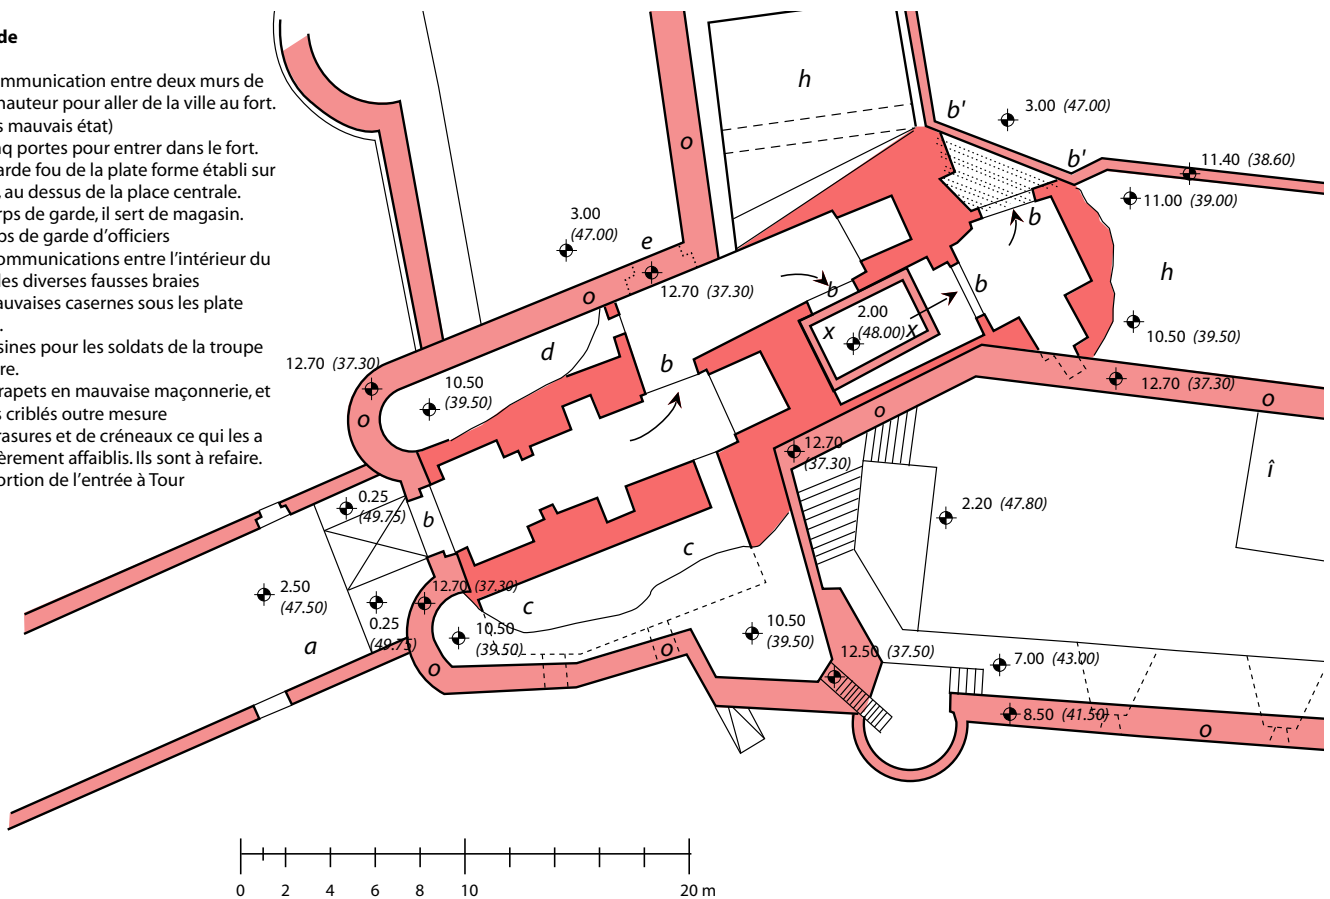 de
ommunication entre deux murs de
hauteur pour aller de la ville au fort.
s mauvais état)
nq portes pour entrer dans le fort.
arde fou de la plate forme établi sur
, au dessus de la place centrale.
rps de garde, il sert de magasin.
ps de garde d'officiers
ommunications entre l'intérieur du
les diverses fausses braies
auvaises casernes sous les plate
.
sines pour les soldats de la troupe
re.
rapets en mauvaise maçonnerie, et
s criblés outre mesure
rasures et de créneaux ce qui les a
èrement affaiblis. Ils sont à refaire.
ortion de l'entrée à Tour
h
b'
3.00 (47.00)
o
b'
11.40 (38.60)
11.00 (39.00)
3.00
(47.00)
e
b
h
o
12.70 (37.30)
b
b
2.00
(48.00)
x
x
10.50 (39.50)
d
12.70 (37.30)
b
10.50
(39.50)
12.70 (37.30)
o
o
o
12.70
(37.30)
î
0.25
(49.75)
b
2.20 (47.80)
c
2.50
(47.50)
12.70 (37.30)
c
0.25
(49.75)
10.50
(39.50)
10.50
(39.50)
a
o
o
12.50 (37.50)
7.00 (43.00)
8.50 (41.50)
o
0 2 4 6 8 10 20 m